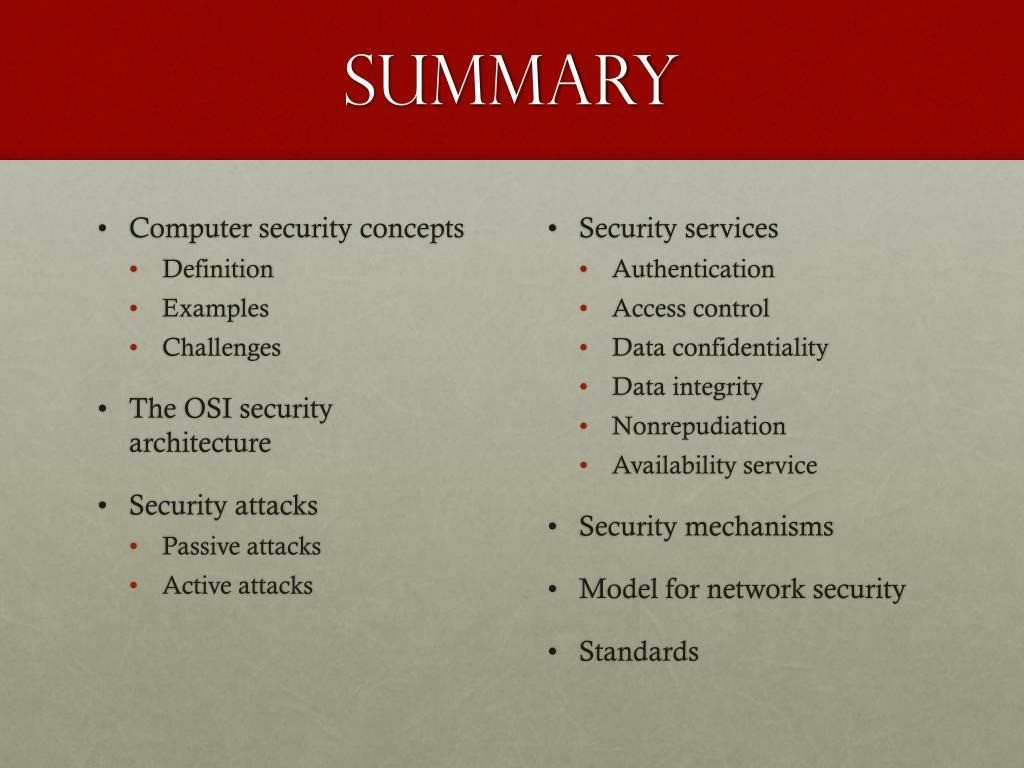 SUMMARY
• Computer security concepts
• Definition
• Examples
• Challenges
• The OSI security
architecture
• Security attacks
• Passive attacks
• Active attacks
• Security services
• Authentication
• Access control
• Data confidentiality
• Data integrity
• Nonrepudiation
• Availability service
• Security mechanisms
• Model for network security
• Standards